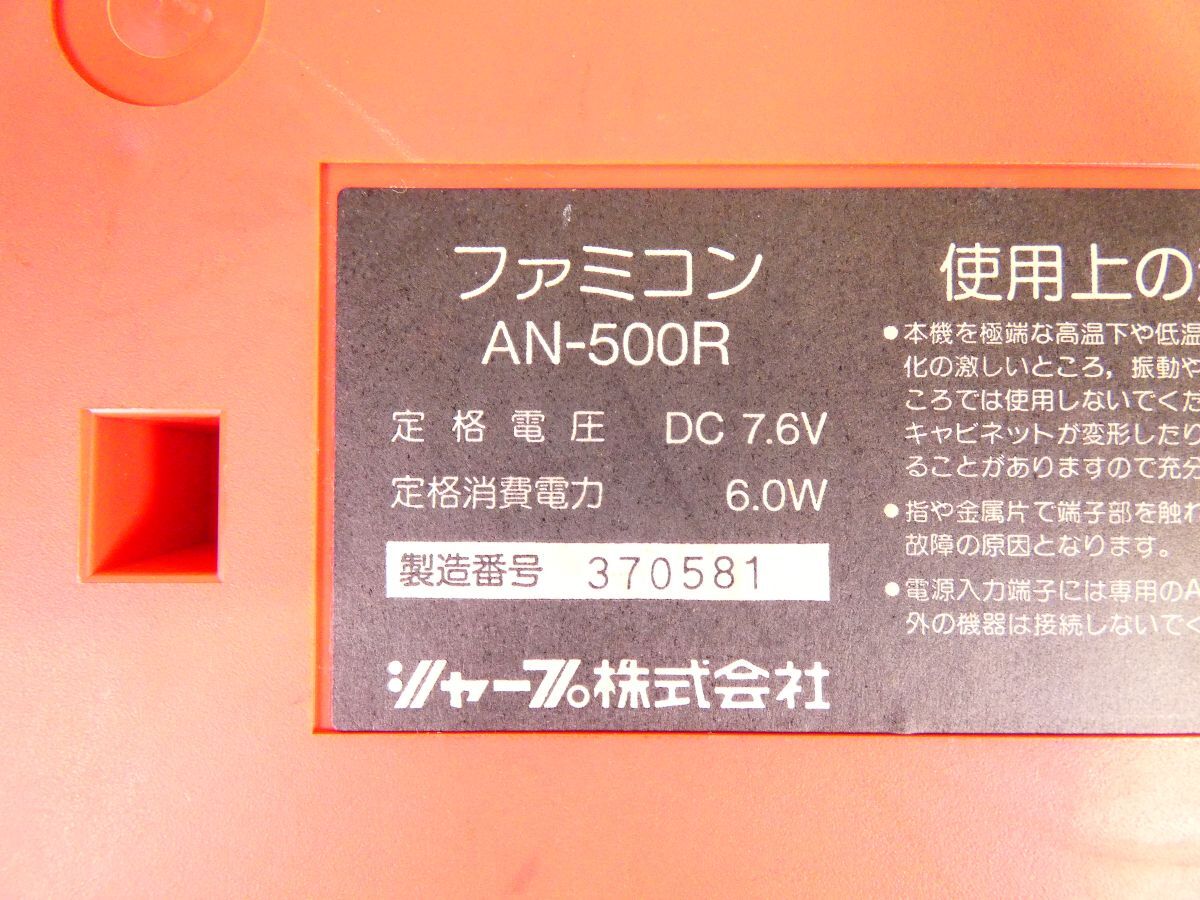 ファミコン
AN-500R
定格電圧 DC 7.6V
定格消費電力 6.0W
製造番号 370581
シャープ株式会社
使用上の
●本機を極端な高温下や低温
化の激しいところ，振動や
ころでは使用しないでくだ
キャビネットが変形したり
ることがありますので充分
●指や金属片で端子部を触れ
故障の原因となります。
●電源入力端子には専用のA
外の機器は接続しないでく